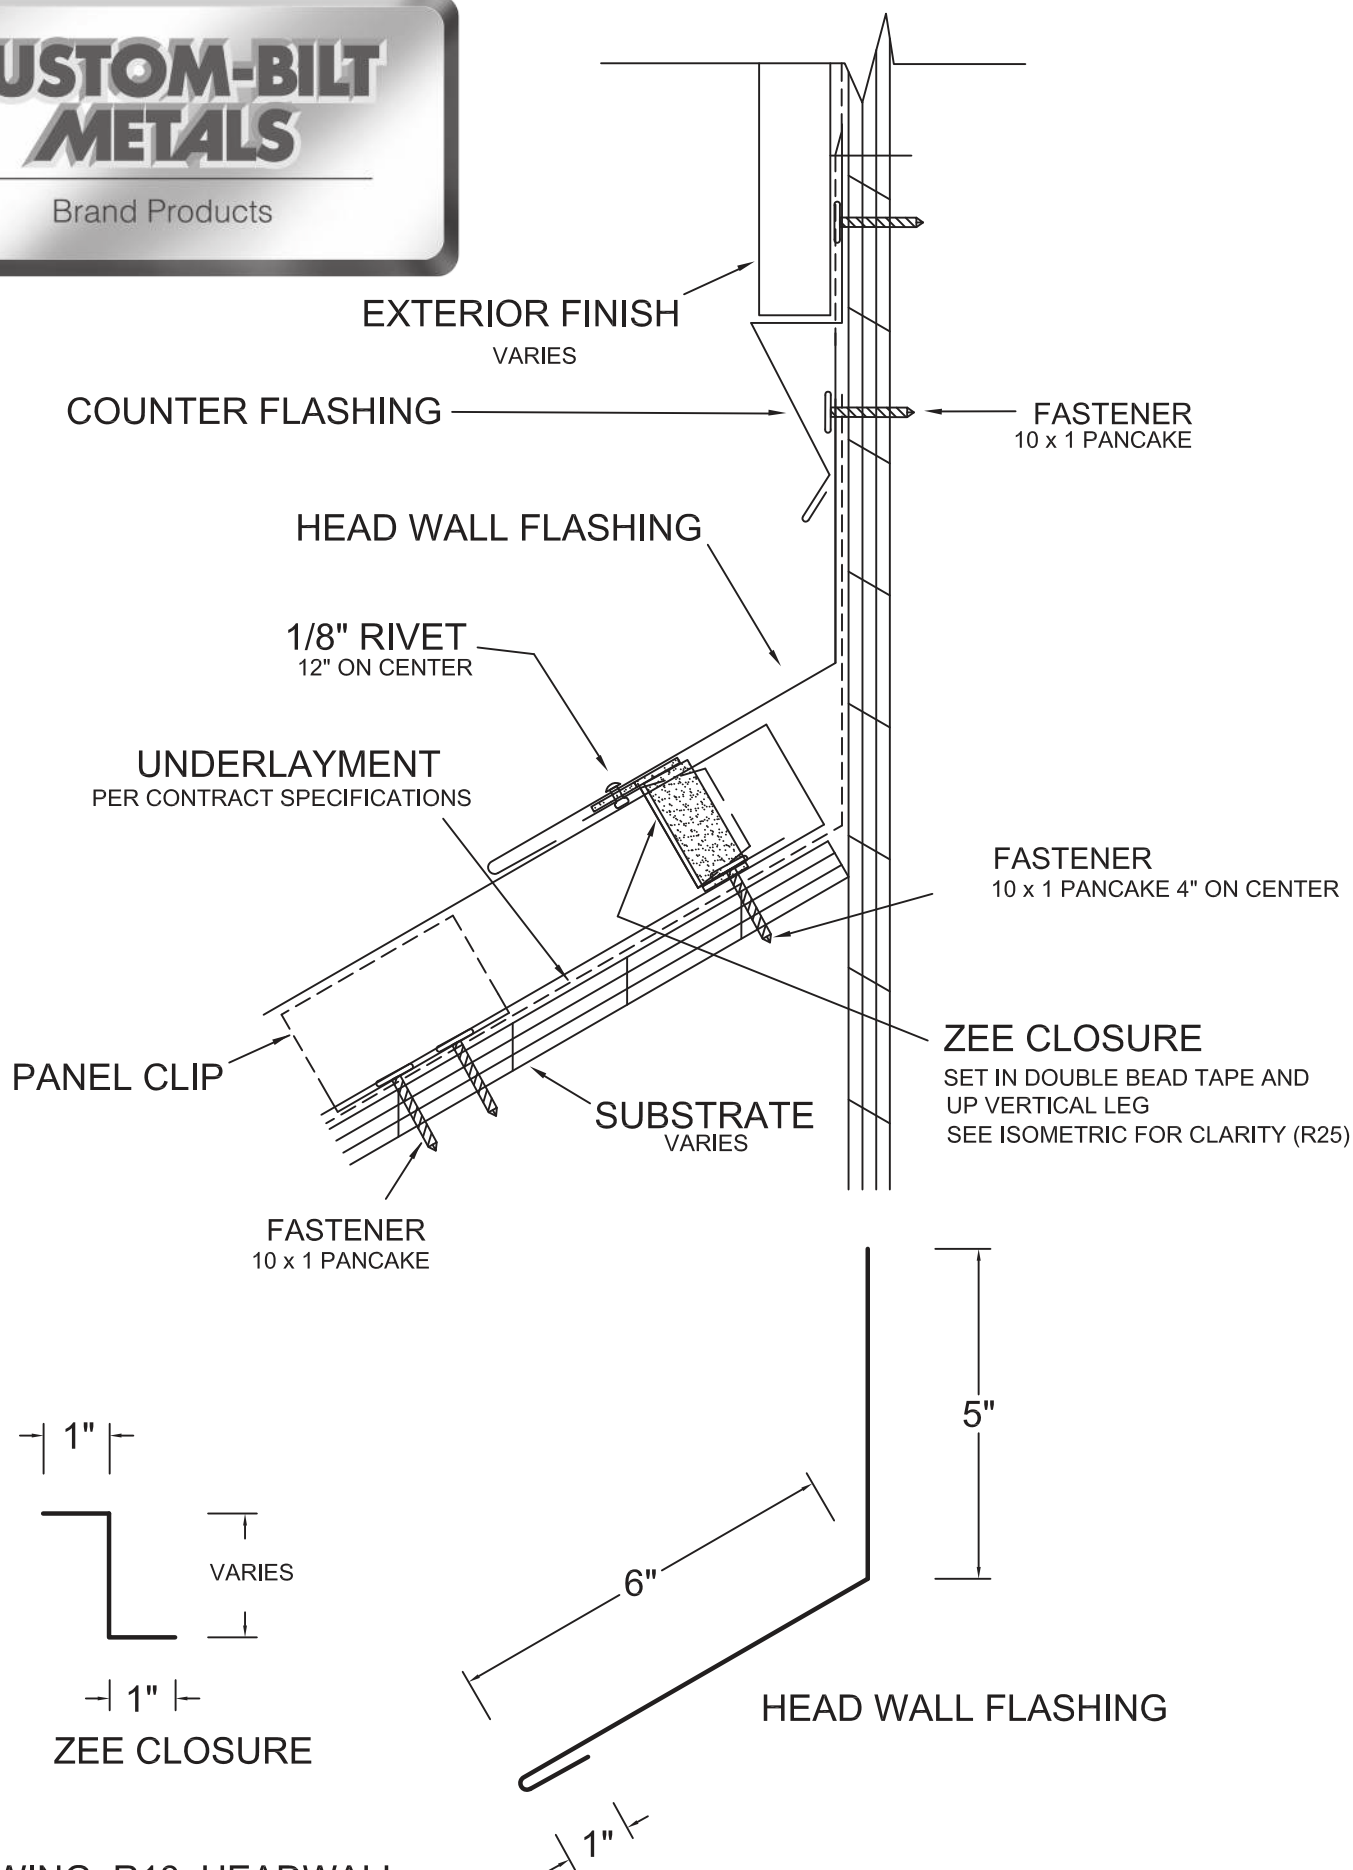 USTOM-BILT
METALS
Brand Products
EXTERIOR FINISH
VARIES
COUNTER FLASHING
FASTENER
10 x 1 PANCAKE
HEAD WALL FLASHING
1/8" RIVET
12" ON CENTER
UNDERLAYMENT
PER CONTRACT SPECIFICATIONS
FASTENER
10 x 1 PANCAKE 4" ON CENTER
ZEE CLOSURE
SET IN DOUBLE BEAD TAPE AND
UP VERTICAL LEG
SEE ISOMETRIC FOR CLARITY (R25)
PANEL CLIP
SUBSTRATE
VARIES
FASTENER
10 x 1 PANCAKE
1"
VARIES
1"
ZEE CLOSURE
5"
6"
HEAD WALL FLASHING
1"